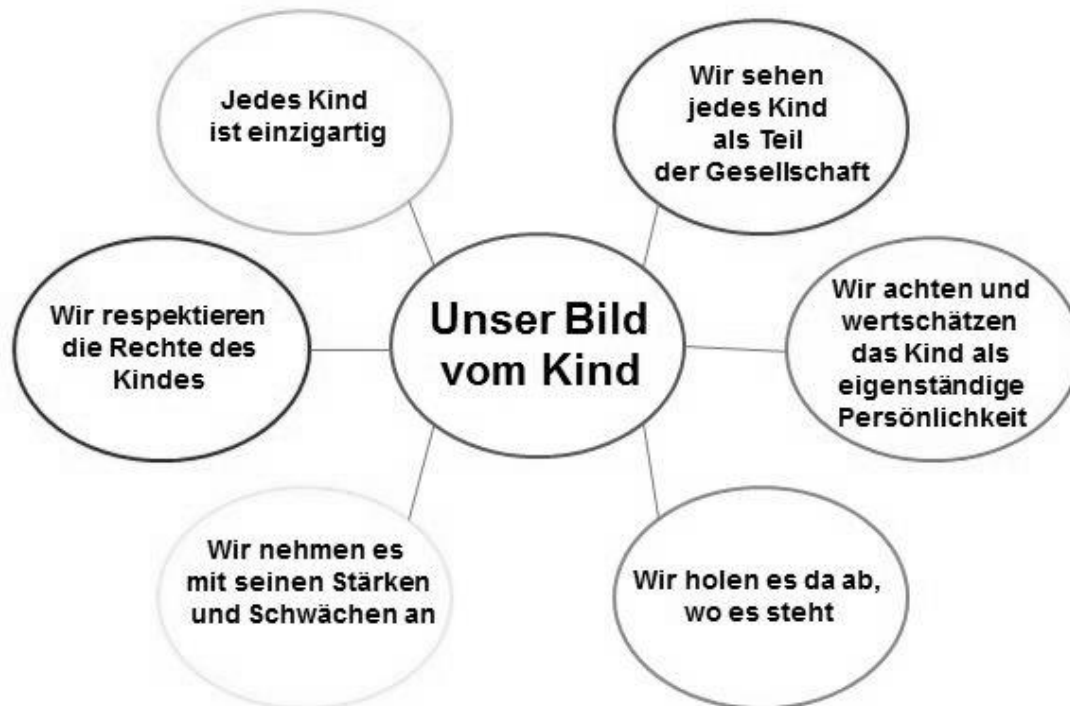 Jedes Kind
ist einzigartig
Wir sehen
jedes Kind
als Teil
der Gesellschaft
Wir respektieren
die Rechte des
Kindes
Unser Bild
vom Kind
Wir achten und
wertschätzen
das Kind als
eigenständige
Persönlichkeit
Wir nehmen es
mit seinen Stärken
und Schwächen an
Wir holen es da ab,
wo es steht